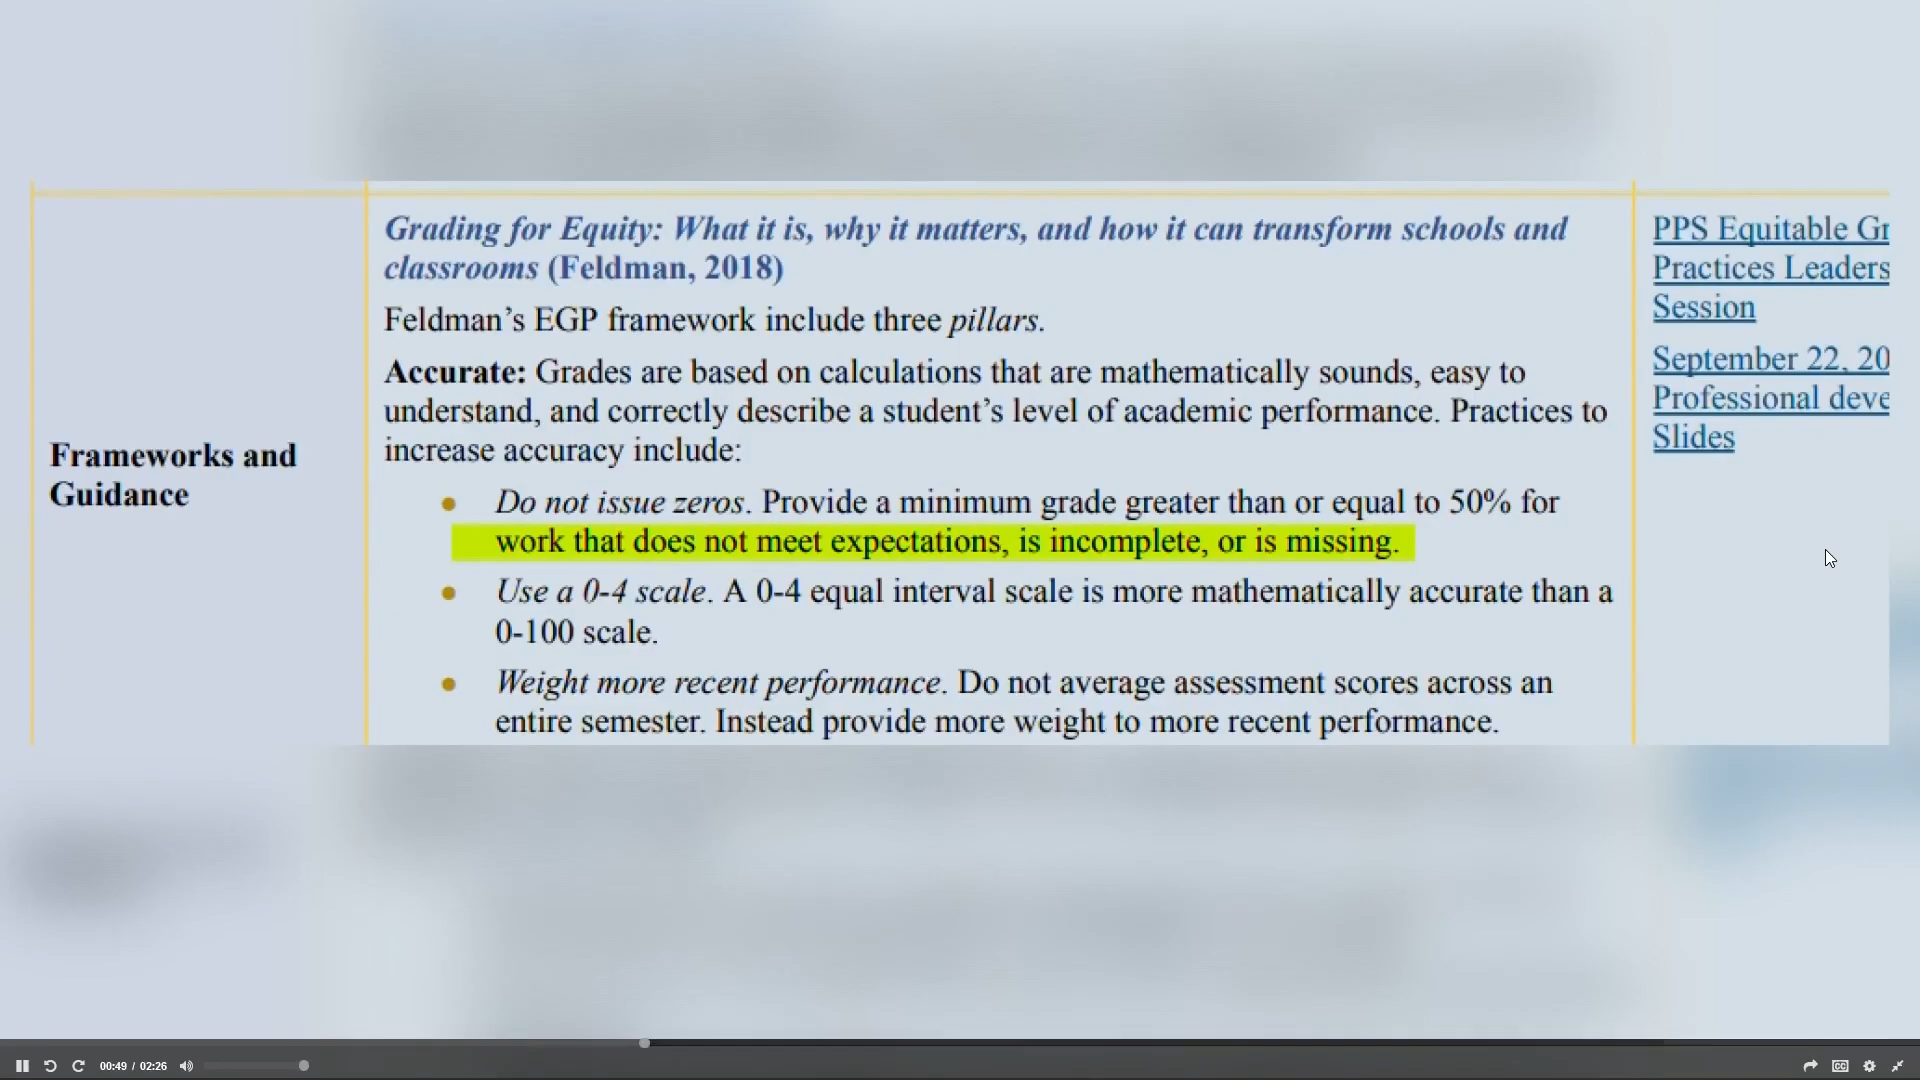 Grading for Equity: What it is, why it matters, and how it can transform schools and
classrooms (Feldman, 2018)
Feldman’s EGP framework include three pillars.
Accurate: Grades are based on calculations that are mathematically sounds, easy to
understand, and correctly describe a student’s level of academic performance. Practices to
increase accuracy include:
Frameworks and
Guidance
Do not issue zeros. Provide a minimum grade greater than or equal to 50% for
work that does not meet expectations, is incomplete, or is missing.
Use a 0-4 scale. A 0-4 equal interval scale is more mathematically accurate than a
0-100 scale.
Weight more recent performance. Do not average assessment scores across an
entire semester. Instead provide more weight to more recent performance.
PPS Equitable Gr
Practices Leaders
Session
September 22, 20
Professional deve
Slides
00:49 / 02:26
CC